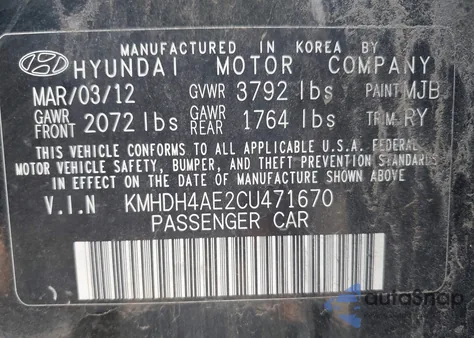 MANUFACTURED IN KOREA BY
HYUNDAI MOTOR COMPANY
MAR/03/12 GVWR 3792 lbs PAINT MJB
GAWR FRONT 2072 lbs GAWR REAR 1764 lbs TRIM RY
THIS VEHICLE CONFORMS TO ALL APPLICABLE U.S.A. FEDERAL
MOTOR VEHICLE SAFETY, BUMPER, AND THEFT PREVENTION STANDARDS
IN EFFECT ON THE DATE OF MANUFACTURE SHOWN ABOVE
V.I.N KMHDH4AE2CU471670
PASSENGER CAR
autoSnap